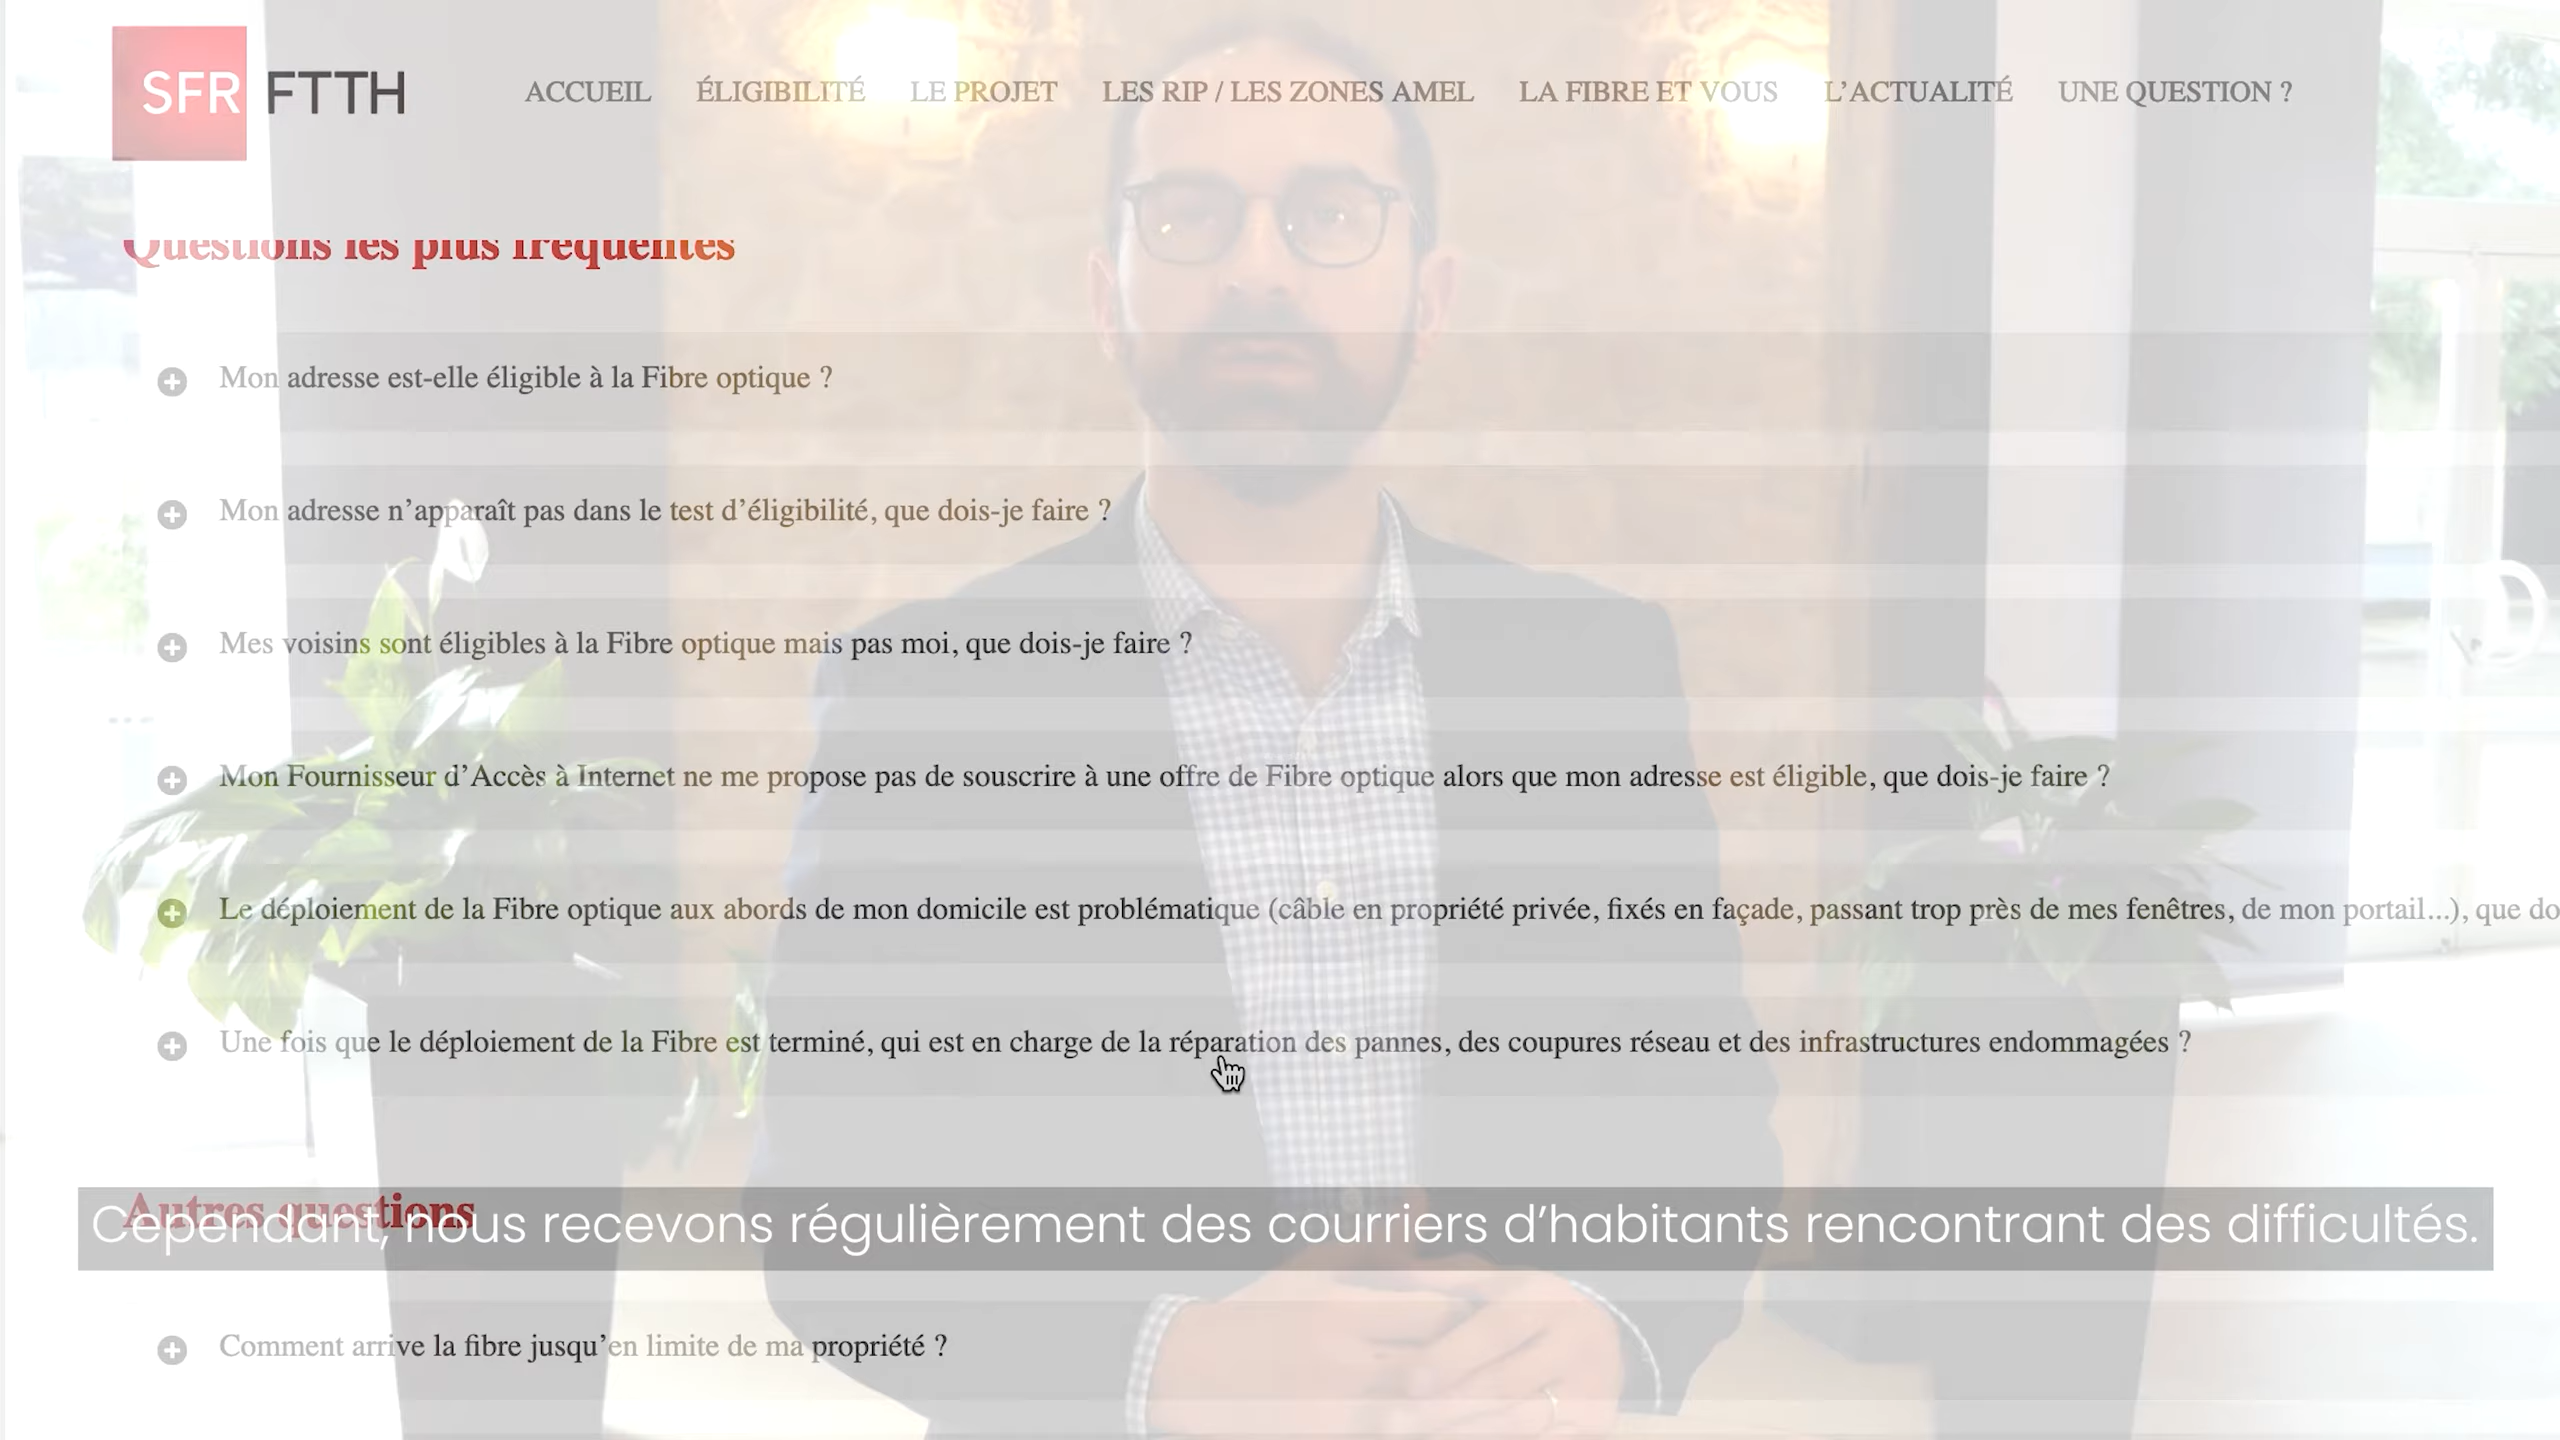 SFR FTTH
ACCUEIL ÉLIGIBILITÉ LE PROJET LES RIP / LES ZONES AMEL LA FIBRE ET VOUS L’ACTUALITÉ UNE QUESTION ?
Questions les plus fréquentes
Mon adresse est-elle éligible à la Fibre optique ?
Mon adresse n’apparaît pas dans le test d’éligibilité, que dois-je faire ?
Mes voisins sont éligibles à la Fibre optique mais pas moi, que dois-je faire ?
Mon Fournisseur d’Accès à Internet ne me propose pas de souscrire à une offre de Fibre optique alors que mon adresse est éligible, que dois-je faire ?
Le déploiement de la Fibre optique aux abords de mon domicile est problématique (câble en propriété privée, fixés en façade, passant trop près de mes fenêtres, de mon portail...), que do
Une fois que le déploiement de la Fibre est terminé, qui est en charge de la réparation des pannes, des coupures réseau et des infrastructures endommagées ?
Autres questions
Cependant, nous recevons régulièrement des courriers d’habitants rencontrant des difficultés.
Comment arrive la fibre jusqu’en limite de ma propriété ?